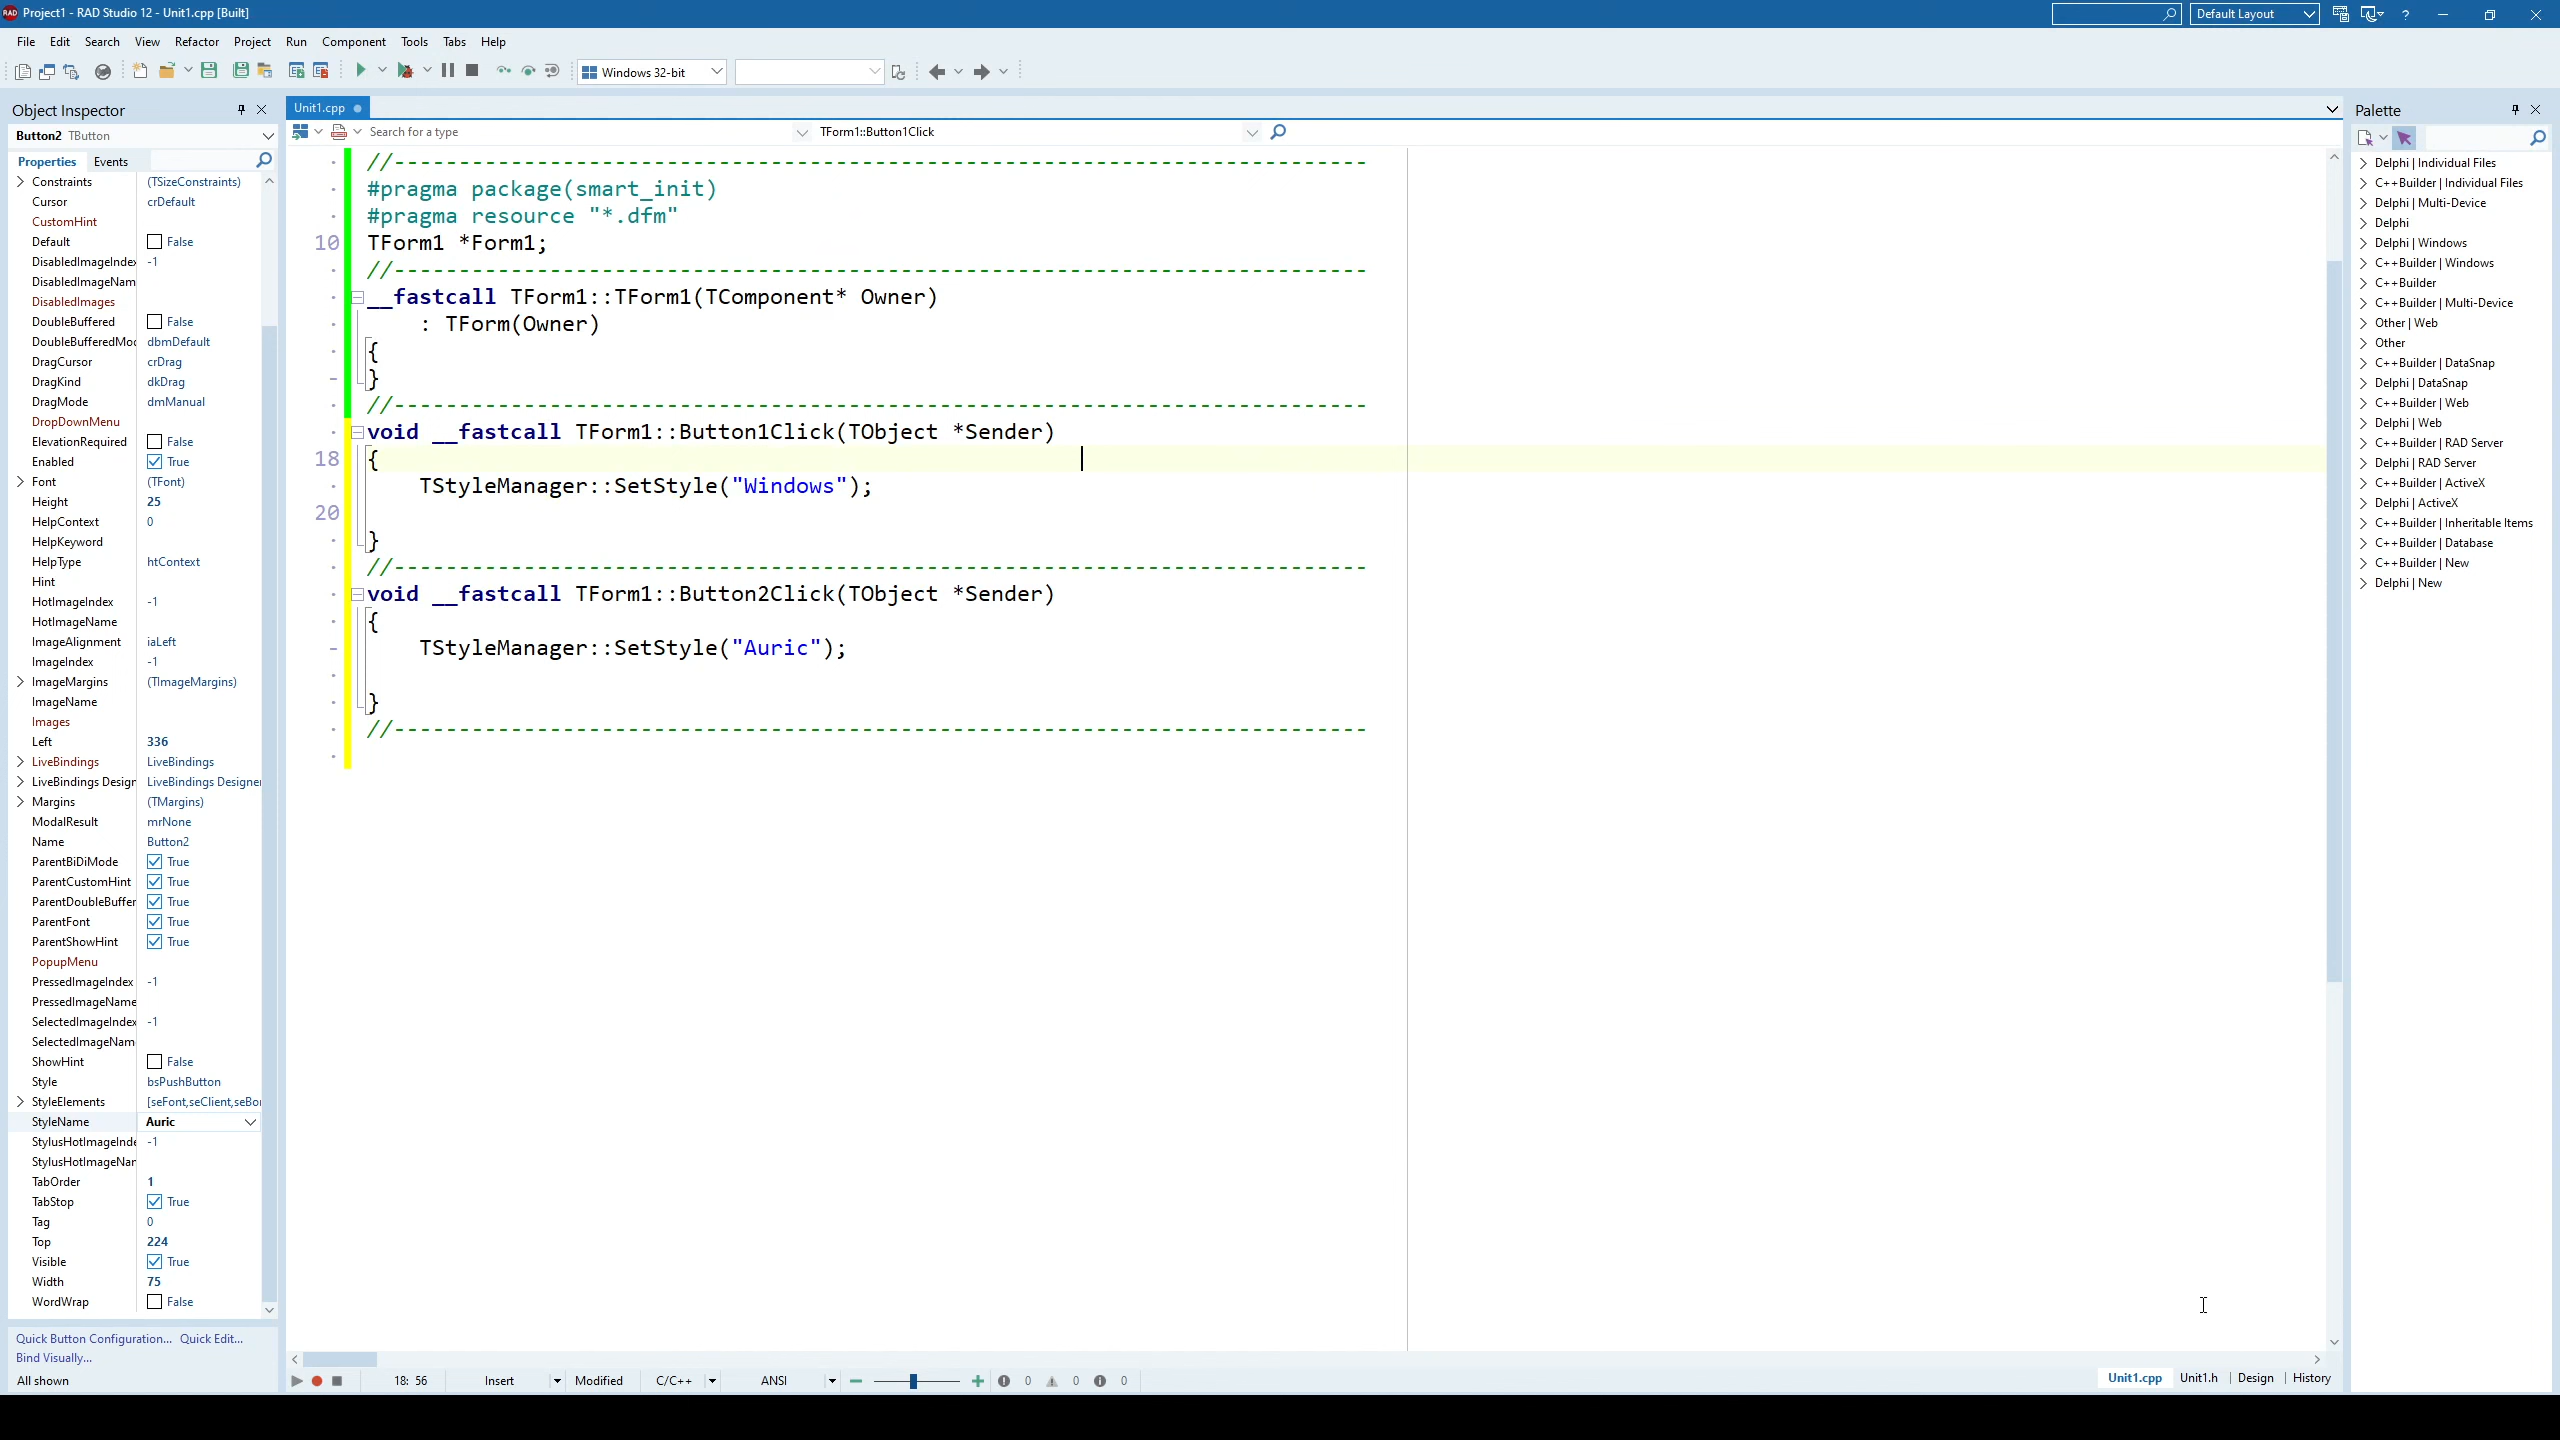 Project1 - RAD Studio 12 - Unit1.cpp [Built]
Default Layout
?
File Edit Search View Refactor Project Run Component Tools Tabs Help
Windows 32-bit
Object Inspector
Button2 TButton
Properties Events
Constraints (TSizeConstraints)
Cursor crDefault
CustomHint
Default False
DisabledImageIndex -1
DisabledImageNam
DisabledImages
DoubleBuffered False
DoubleBufferedMod dbmDefault
DragCursor crDrag
DragKind dkDrag
DragMode dmManual
DropDownMenu
ElevationRequired False
Enabled True
Font (TFont)
Height 25
HelpContext 0
HelpKeyword
HelpType htContext
Hint
HotImageIndex -1
HotImageName
ImageAlignment iaLeft
ImageIndex -1
ImageMargins (TImageMargins)
ImageName
Images
Left 336
LiveBindings LiveBindings
LiveBindings Design LiveBindings Designe
Margins (TMargins)
ModalResult mrNone
Name Button2
ParentBiDiMode True
ParentCustomHint True
ParentDoubleBuffer True
ParentFont True
ParentShowHint True
PopupMenu
PressedImageIndex -1
PressedImageName
SelectedImageIndex -1
SelectedImageNam
ShowHint False
Style bsPushButton
StyleElements [seFont,seClient,seBor
StyleName Auric
StylusHotImageInde -1
StylusHotImageNar
TabOrder 1
TabStop True
Tag 0
Top 224
Visible True
Width 75
WordWrap False
Quick Button Configuration... Quick Edit...
Bind Visually...
All shown
Unit1.cpp
Search for a type TForm1::Button1Click
//---------------------------------------------------------------------------
#pragma package(smart_init)
#pragma resource "*.dfm"
10 TForm1 *Form1;
//---------------------------------------------------------------------------
__fastcall TForm1::TForm1(TComponent* Owner)
: TForm(Owner)
{
}
//---------------------------------------------------------------------------
void __fastcall TForm1::Button1Click(TObject *Sender)
18 {
TStyleManager::SetStyle("Windows");
20
}
//---------------------------------------------------------------------------
void __fastcall TForm1::Button2Click(TObject *Sender)
{
TStyleManager::SetStyle("Auric");
}
//---------------------------------------------------------------------------
18: 56 Insert Modified C/C++ ANSI 0 0 0
Unit1.cpp Unit1.h Design History
Palette
Delphi | Individual Files
C++Builder | Individual Files
Delphi | Multi-Device
Delphi
Delphi | Windows
C++Builder | Windows
C++Builder
C++Builder | Multi-Device
Other | Web
Other
C++Builder | DataSnap
Delphi | DataSnap
C++Builder | Web
Delphi | Web
C++Builder | RAD Server
Delphi | RAD Server
C++Builder | ActiveX
Delphi | ActiveX
C++Builder | Inheritable Items
C++Builder | Database
C++Builder | New
Delphi | New